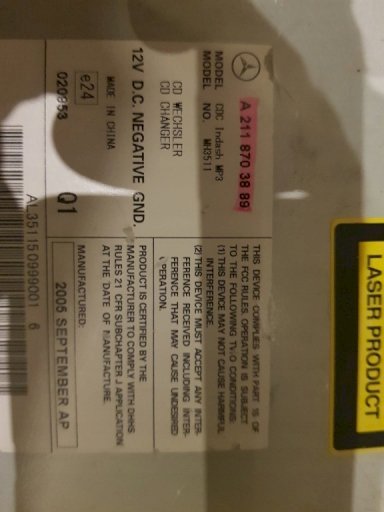 A 211 870 38 89
MODEL CDC Indash MP3
MODEL NO. MH3511
CD WECHSLER
CD CHANGER
12V D.C. NEGATIVE GND.
MADE IN CHINA
e24
020953
Q1
THIS DEVICE COMPLIES WITH PART 15 OF
THE FCC RULES. OPERATION IS SUBJECT
TO THE FOLLOWING TWO CONDITIONS:
(1) THIS DEVICE MAY NOT CAUSE HARMFUL
INTERFERENCE
(2) THIS DEVICE MUST ACCEPT ANY INTER-
FERENCE RECEIVED INCLUDING INTER-
FERENCE THAT MAY CAUSE UNDESIRED
OPERATION.
PRODUCT IS CERTIFIED BY THE
MANUFACTURER TO COMPLY WITH DHHS
RULES 21 CFR SUBCHAPTER J APPLICATION
AT THE DATE OF MANUFACTURE.
MANUFACTURED:
2005 SEPTEMBER AP
AL351150999001 6
LASER PRODUCT